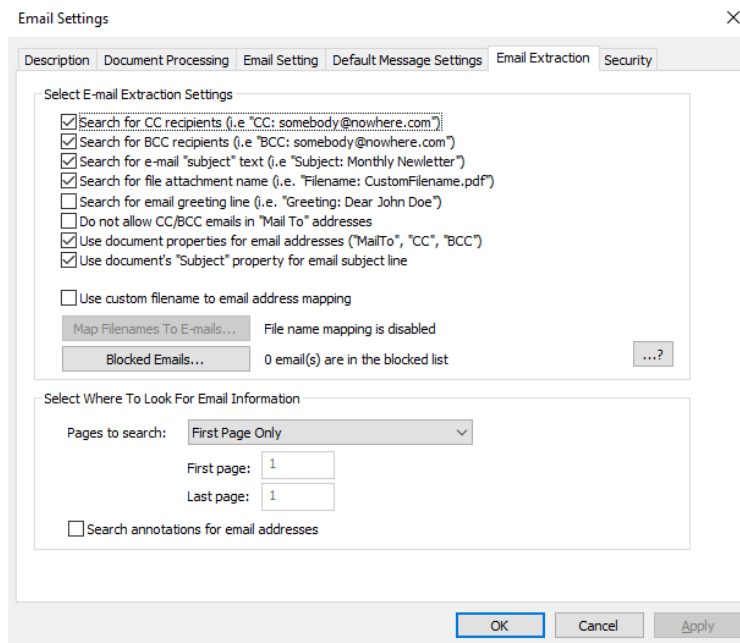 Email Settings
Description Document Processing Email Setting Default Message Settings Email Extraction Security
Select E-mail Extraction Settings
Search for CC recipients (i.e "CC: somebody@nowhere.com")
Search for BCC recipients (i.e "BCC: somebody@nowhere.com")
Search for e-mail "subject" text (i.e "Subject: Monthly Newletter")
Search for file attachment name (i.e. "Filename: CustomFilename.pdf")
Search for email greeting line (i.e. "Greeting: Dear John Doe")
Do not allow CC/BCC emails in "Mail To" addresses
Use document properties for email addresses ("MailTo", "CC", "BCC")
Use document's "Subject" property for email subject line
Use custom filename to email address mapping
Map Filenames To E-mails... File name mapping is disabled
Blocked Emails... 0 email(s) are in the blocked list ...?
Select Where To Look For Email Information
Pages to search: First Page Only
First page: 1
Last page: 1
Search annotations for email addresses
OK Cancel Apply